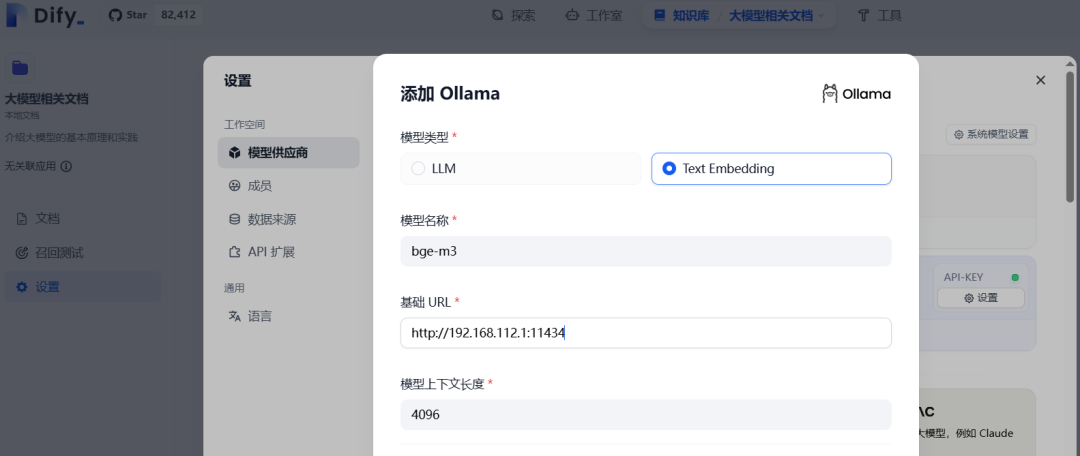 Dify_
Star 82,412
探索
工作室
知识库 / 大模型相关文档
工具
大模型相关文档
本地文档
介绍大模型的基本原理和实践
无关联应用
文档
召回测试
设置
设置
工作空间
模型供应商
成员
数据来源
API 扩展
通用
语言
添加 Ollama
Ollama
模型类型 *
LLM
Text Embedding
模型名称 *
bge-m3
基础 URL *
http://192.168.112.1:11434
模型上下文长度 *
4096
系统模型设置
API-KEY
设置
大模型，例如 Claude